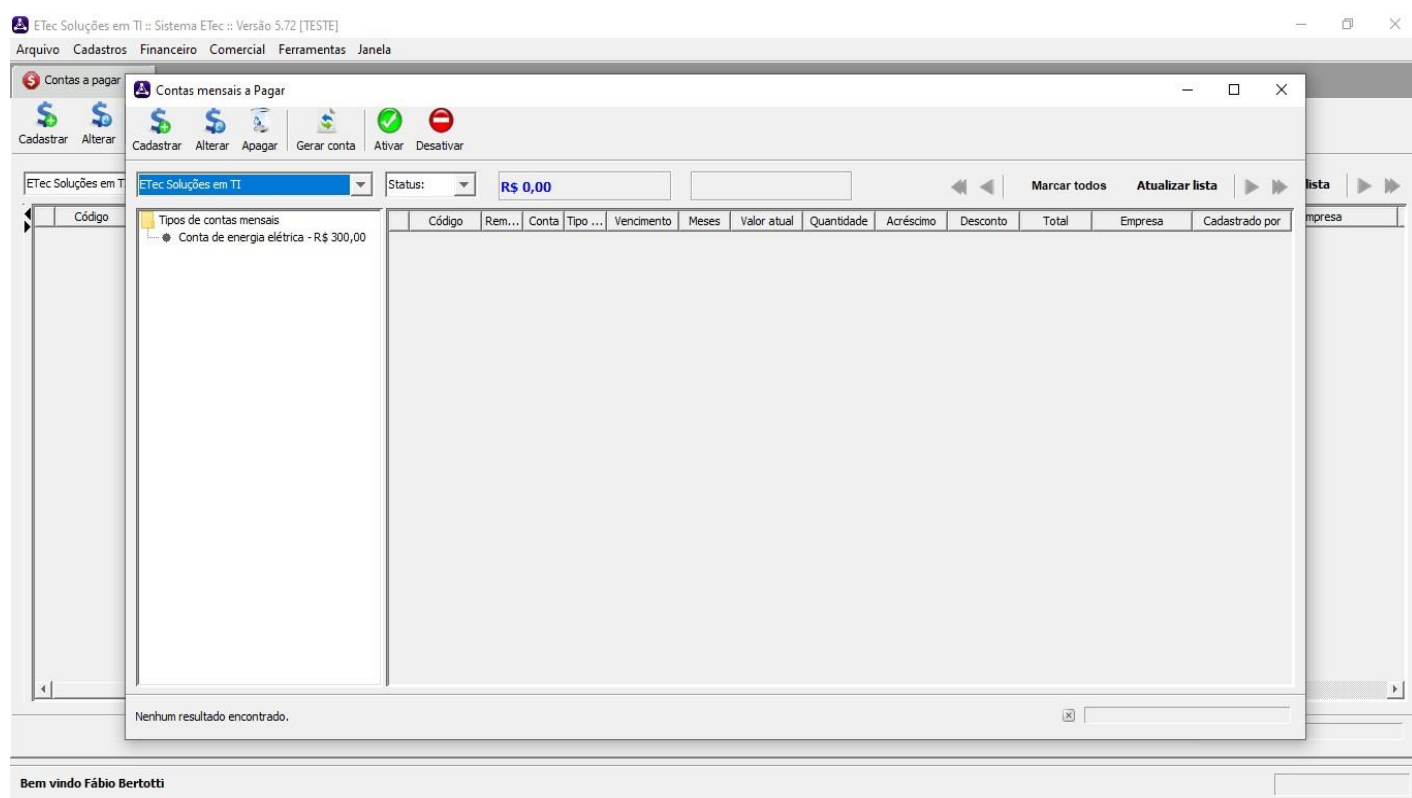 ETec Soluções em TI :: Sistema ETec :: Versão 5.72 [TESTE]
Arquivo Cadastros Financeiro Comercial Ferramentas Janela
Contas a pagar
Contas mensais a Pagar
Cadastrar Alterar
Cadastrar Alterar Apagar Gerar conta Ativar Desativar
ETec Soluções em T
ETec Soluções em TI Status: R$ 0,00 Marcar todos Atualizar lista
lista
Código
Tipos de contas mensais
Conta de energia elétrica - R$ 300,00
Código Rem... Conta Tipo ... Vencimento Meses Valor atual Quantidade Acréscimo Desconto Total Empresa Cadastrado por
mpresa
Nenhum resultado encontrado.
Bem vindo Fábio Bertotti